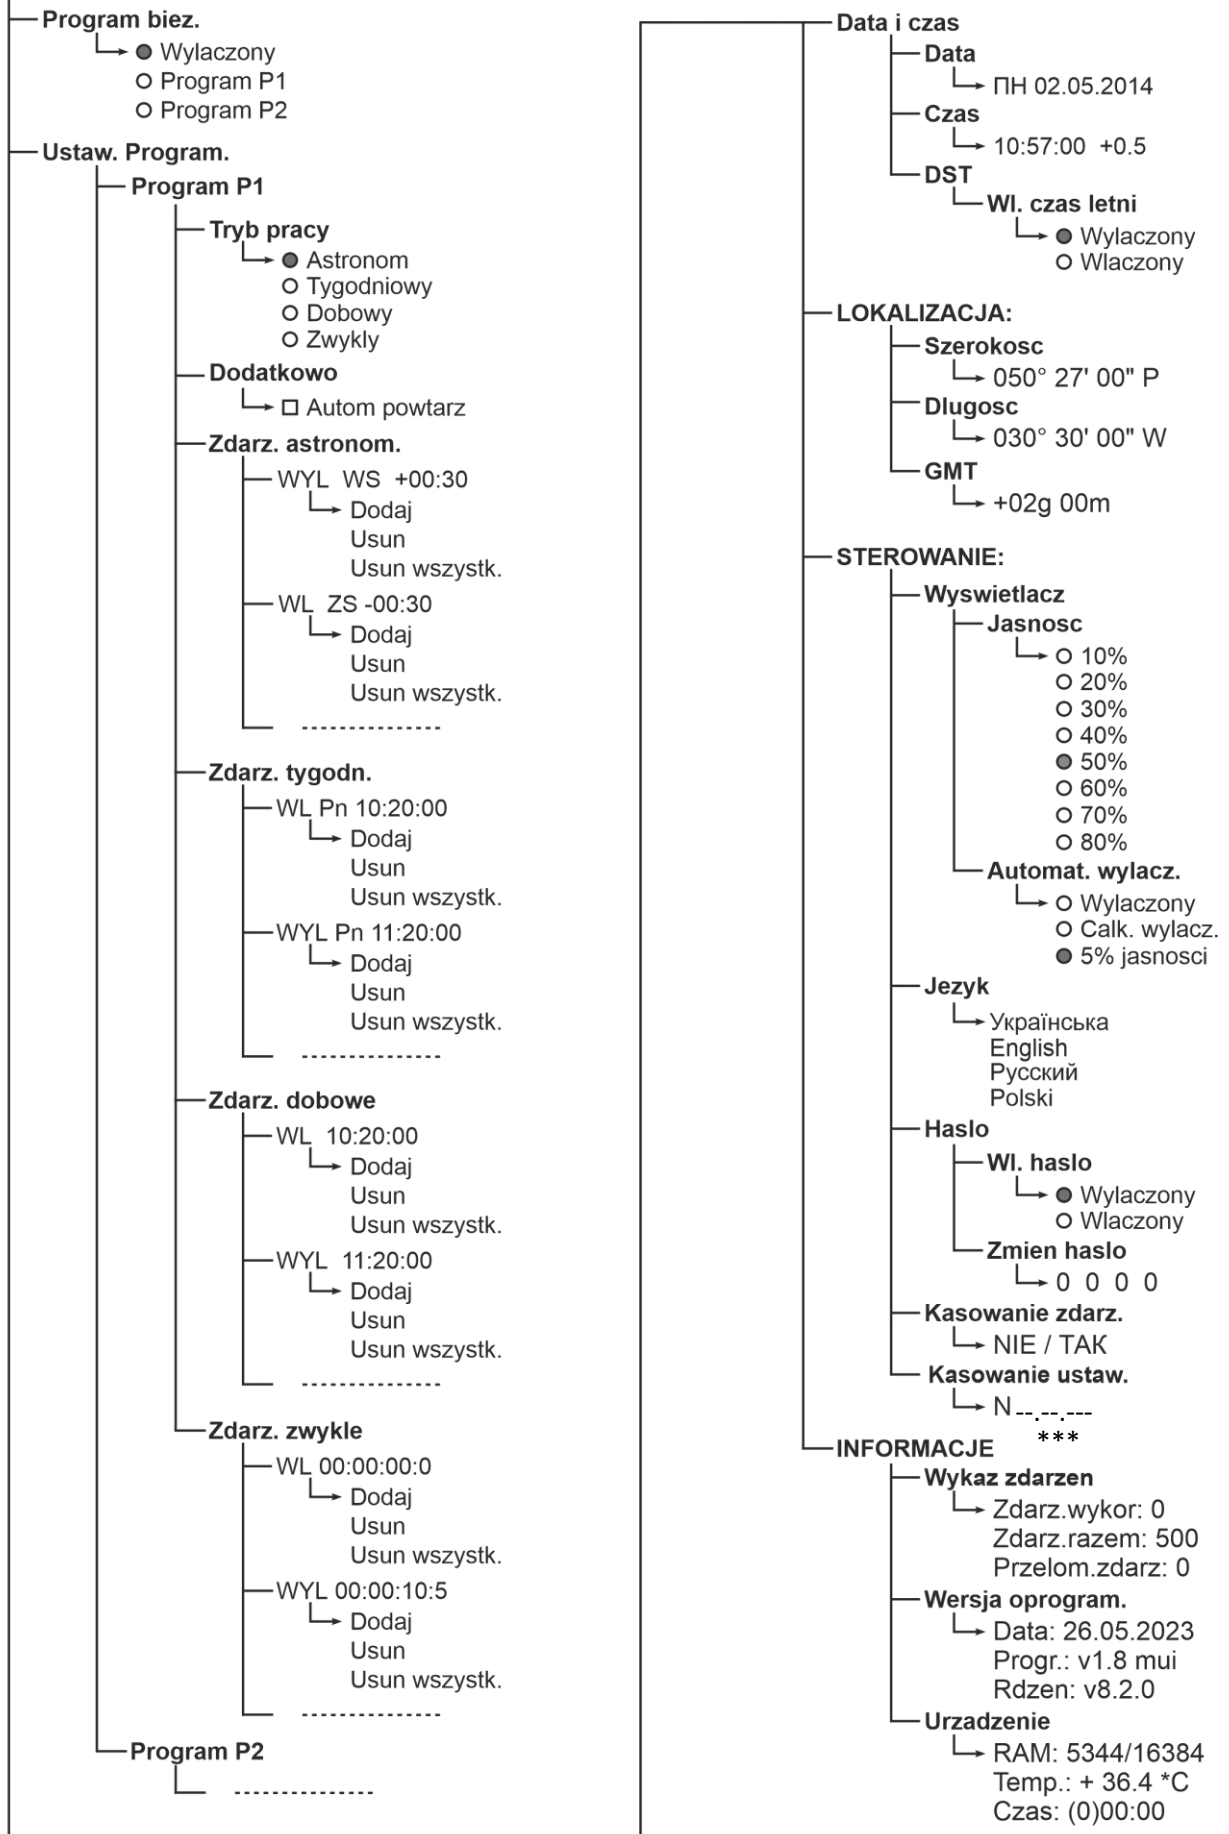 Program biez.
Wylaczony
Program P1
Program P2
Ustaw. Program.
Program P1
Tryb pracy
Astronom
Tygodniowy
Dobowy
Zwykly
Dodatkowo
Autom powtarz
Zdarz. astronom.
WYL WS +00:30
Dodaj
Usun
Usun wszystk.
WL ZS -00:30
Dodaj
Usun
Usun wszystk.
Zdarz. tygodn.
WL Pn 10:20:00
Dodaj
Usun
Usun wszystk.
WYL Pn 11:20:00
Dodaj
Usun
Usun wszystk.
Zdarz. dobowe
WL 10:20:00
Dodaj
Usun
Usun wszystk.
WYL 11:20:00
Dodaj
Usun
Usun wszystk.
Zdarz. zwykle
WL 00:00:00:0
Dodaj
Usun
Usun wszystk.
WYL 00:00:10:5
Dodaj
Usun
Usun wszystk.
Program P2
Data i czas
Data
ПН 02.05.2014
Czas
10:57:00 +0.5
DST
Wl. czas letni
Wylaczony
Wlaczony
LOKALIZACJA:
Szerokosc
050° 27' 00" P
Dlugosc
030° 30' 00" W
GMT
+02g 00m
STEROWANIE:
Wyswietlacz
Jasnosc
10%
20%
30%
40%
50%
60%
70%
80%
Automat. wylacz.
Wylaczony
Calk. wylacz.
5% jasnosci
Jezyk
Українська
English
Русский
Polski
Haslo
Wl. haslo
Wylaczony
Wlaczony
Zmien haslo
0 0 0 0
Kasowanie zdarz.
NIE / TAK
Kasowanie ustaw.
N --.--.---
***
INFORMACJE
Wykaz zdarzen
Zdarz.wykor: 0
Zdarz.razem: 500
Przelom.zdarz: 0
Wersja oprogram.
Data: 26.05.2023
Progr.: v1.8 mui
Rdzen: v8.2.0
Urzadzenie
RAM: 5344/16384
Temp.: + 36.4 *C
Czas: (0)00:00